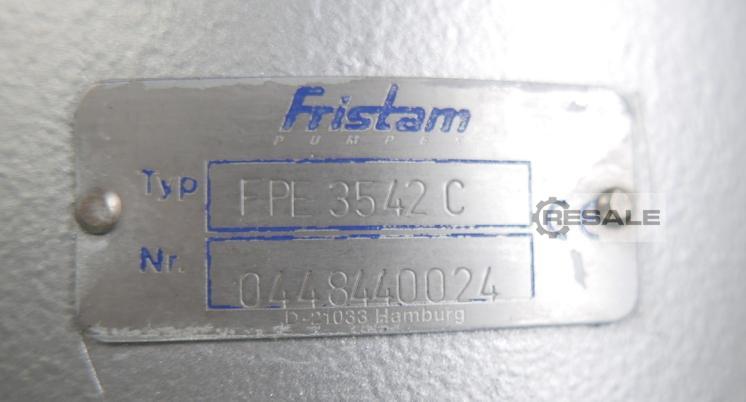 Fristam
PUMPEN
Typ FPE 3542 C
RESALE
Nr. 0448440024
D-21033 Hamburg